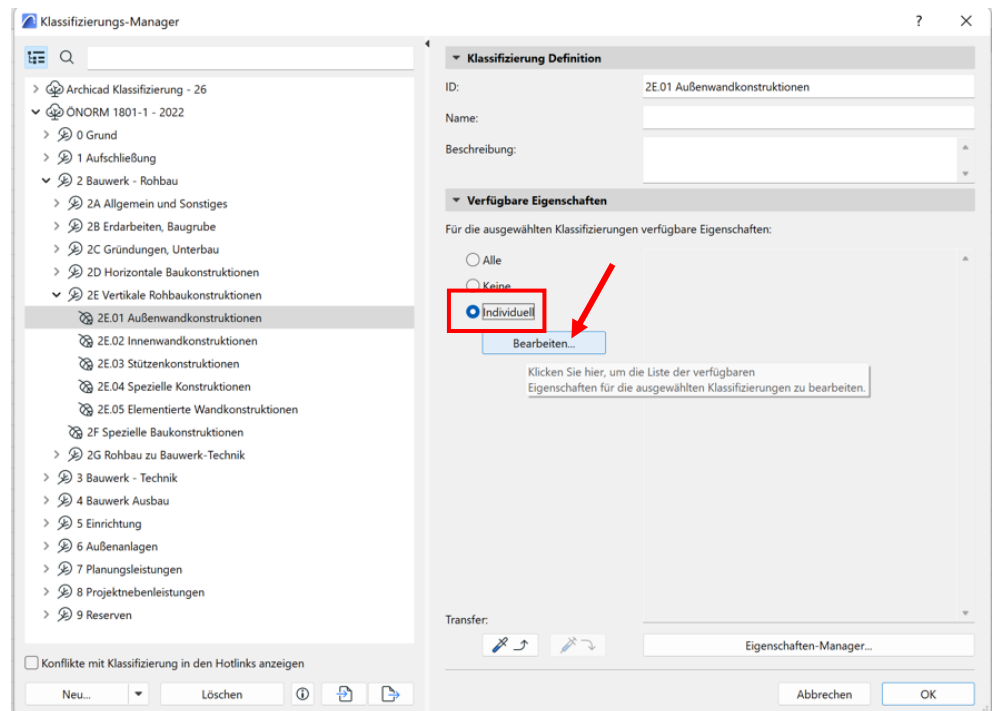 Klassifizierungs-Manager
?
Archicad Klassifizierung - 26
ÖNORM 1801-1 - 2022
0 Grund
1 Aufschließung
2 Bauwerk - Rohbau
2A Allgemein und Sonstiges
2B Erdarbeiten, Baugrube
2C Gründungen, Unterbau
2D Horizontale Baukonstruktionen
2E Vertikale Rohbaukonstruktionen
2E.01 Außenwandkonstruktionen
2E.02 Innenwandkonstruktionen
2E.03 Stützenkonstruktionen
2E.04 Spezielle Konstruktionen
2E.05 Elementierte Wandkonstruktionen
2F Spezielle Baukonstruktionen
2G Rohbau zu Bauwerk-Technik
3 Bauwerk - Technik
4 Bauwerk Ausbau
5 Einrichtung
6 Außenanlagen
7 Planungsleistungen
8 Projektnebenleistungen
9 Reserven
Konflikte mit Klassifizierung in den Hotlinks anzeigen
Neu...
Löschen
Klassifizierung Definition
ID:
2E.01 Außenwandkonstruktionen
Name:
Beschreibung:
Verfügbare Eigenschaften
Für die ausgewählten Klassifizierungen verfügbare Eigenschaften:
Alle
Keine
Individuell
Bearbeiten...
Klicken Sie hier, um die Liste der verfügbaren
Eigenschaften für die ausgewählten Klassifizierungen zu bearbeiten.
Transfer:
Eigenschaften-Manager...
Abbrechen
OK